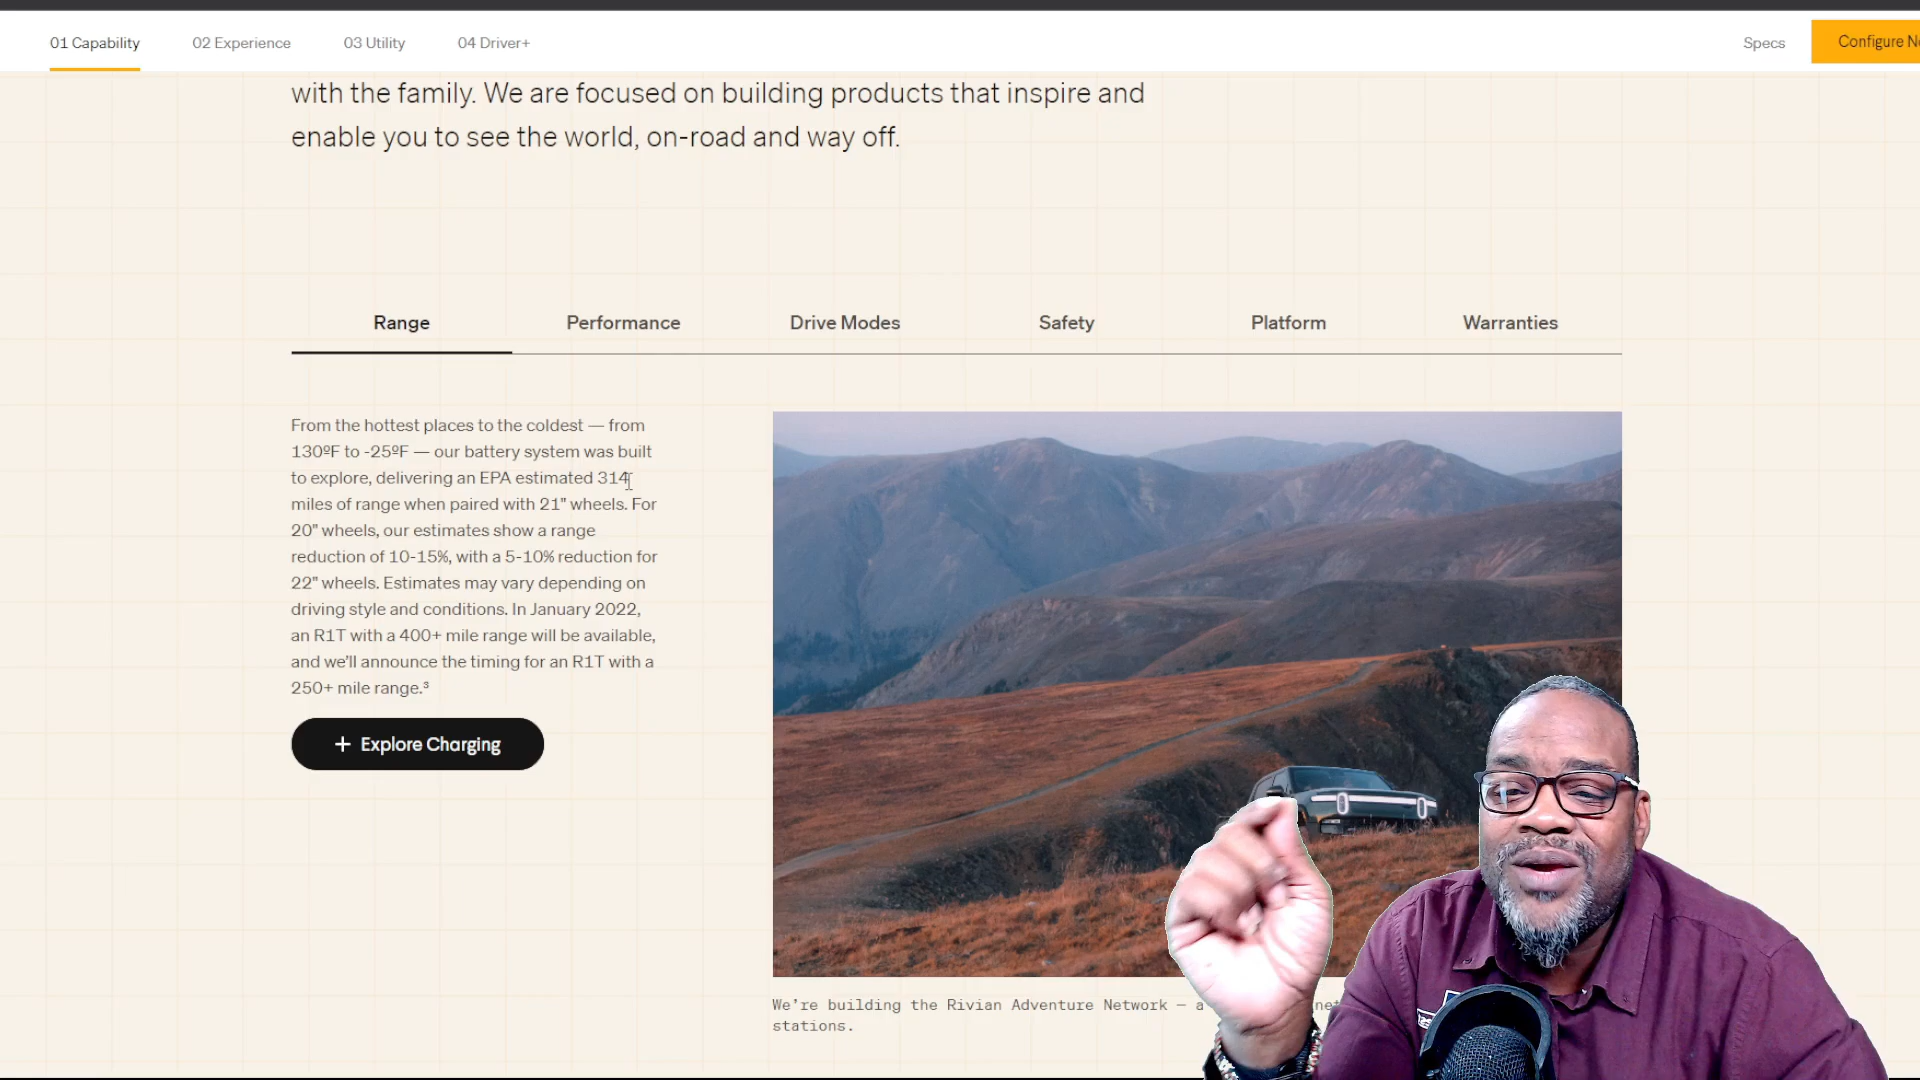 01 Capability
02 Experience
03 Utility
04 Driver+
Specs
Configure
with the family. We are focused on building products that inspire and
enable you to see the world, on-road and way off.
Range
Performance
Drive Modes
Safety
Platform
Warranties
From the hottest places to the coldest — from
130ºF to -25ºF — our battery system was built
to explore, delivering an EPA estimated 314
miles of range when paired with 21" wheels. For
20" wheels, our estimates show a range
reduction of 10-15%, with a 5-10% reduction for
22" wheels. Estimates may vary depending on
driving style and conditions. In January 2022,
an R1T with a 400+ mile range will be available,
and we'll announce the timing for an R1T with a
250+ mile range.³
+ Explore Charging
We're building the Rivian Adventure Network — a
stations.